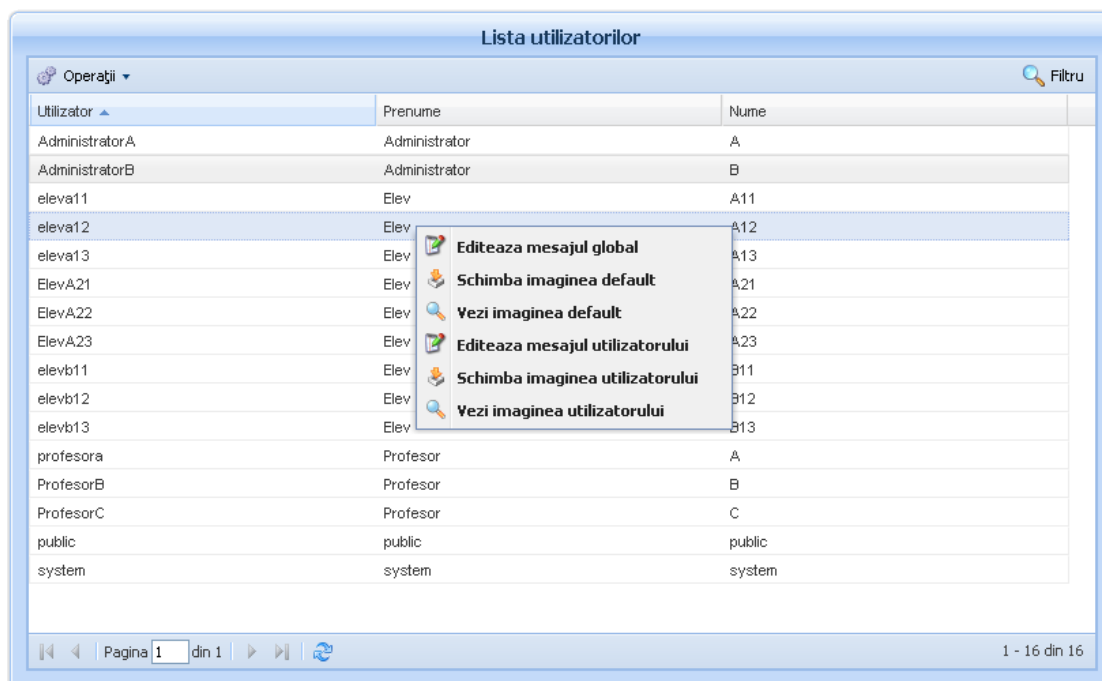 Lista utilizatorilor
Operaţii Filtru
Utilizator Prenume Nume
AdministratorA Administrator A
AdministratorB Administrator B
eleva11 Elev A11
eleva12 Elev A12
Editeaza mesajul global
eleva13 Elev A13
Schimba imaginea default
ElevA21 Elev A21
Vezi imaginea default
ElevA22 Elev A22
Editeaza mesajul utilizatorului
ElevA23 Elev A23
Schimba imaginea utilizatorului
elevb11 Elev B11
Vezi imaginea utilizatorului
elevb12 Elev B12
elevb13 Elev B13
profesora Profesor A
ProfesorB Profesor B
ProfesorC Profesor C
public public public
system system system
Pagina 1 din 1 1 - 16 din 16